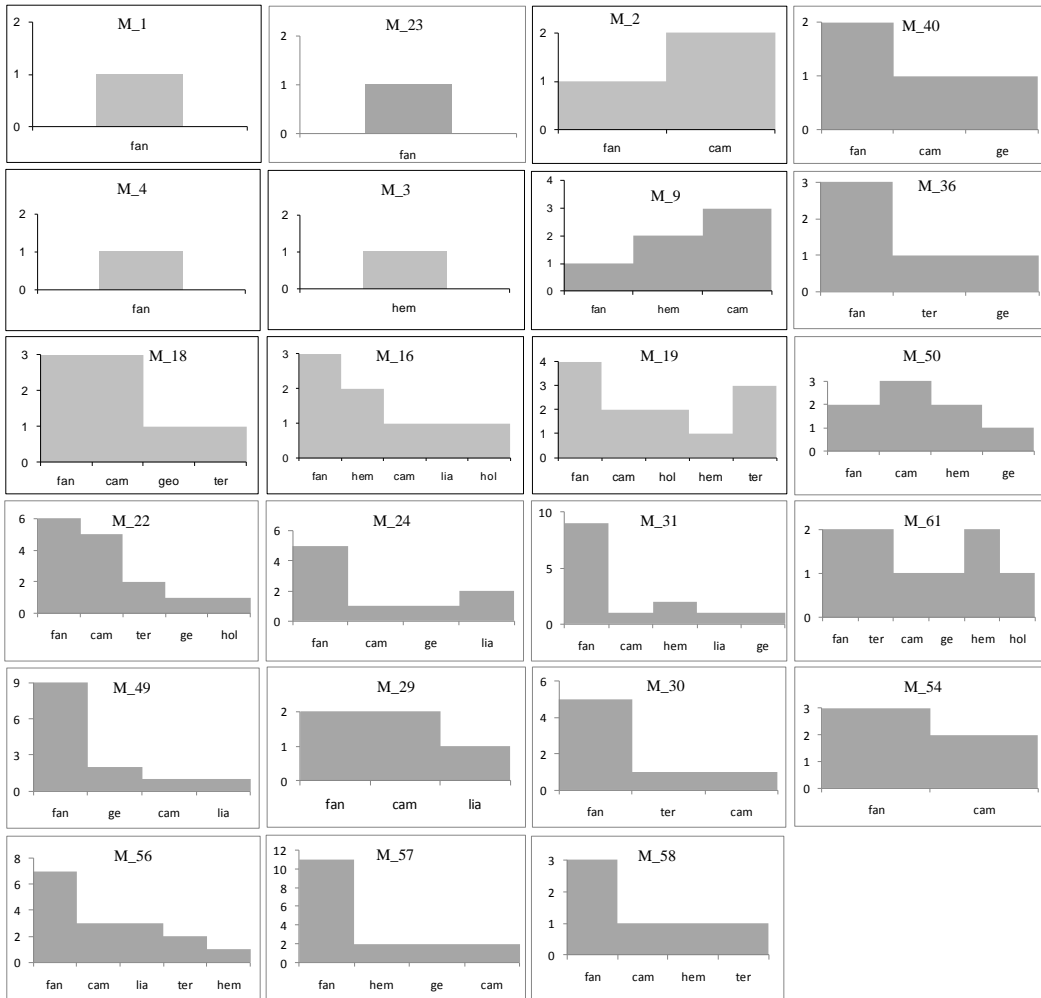 M_1
2
1
0
fan
M_23
2
1
0
fan
M_2
2
1
0
fan cam
M_40
2
1
0
fan cam ge
M_4
2
1
0
fan
M_3
2
1
0
hem
M_9
4
3
2
1
0
fan hem cam
M_36
3
2
1
0
fan ter ge
M_18
3
2
1
0
fan cam geo ter
M_16
3
2
1
0
fan hem cam lia hol
M_19
4
3
2
1
0
fan cam hol hem ter
M_50
3
2
1
0
fan cam hem ge
M_22
6
4
2
0
fan cam ter ge hol
M_24
6
4
2
0
fan cam ge lia
M_31
10
5
0
fan cam hem lia ge
M_61
2
1
0
fan ter cam ge hem hol
M_49
9
6
3
0
fan ge cam lia
M_29
2
1
0
fan cam lia
M_30
6
4
2
0
fan ter cam
M_54
3
2
1
0
fan cam
M_56
8
6
4
2
0
fan cam lia ter hem
M_57
12
10
8
6
4
2
0
fan hem ge cam
M_58
3
2
1
0
fan cam hem ter